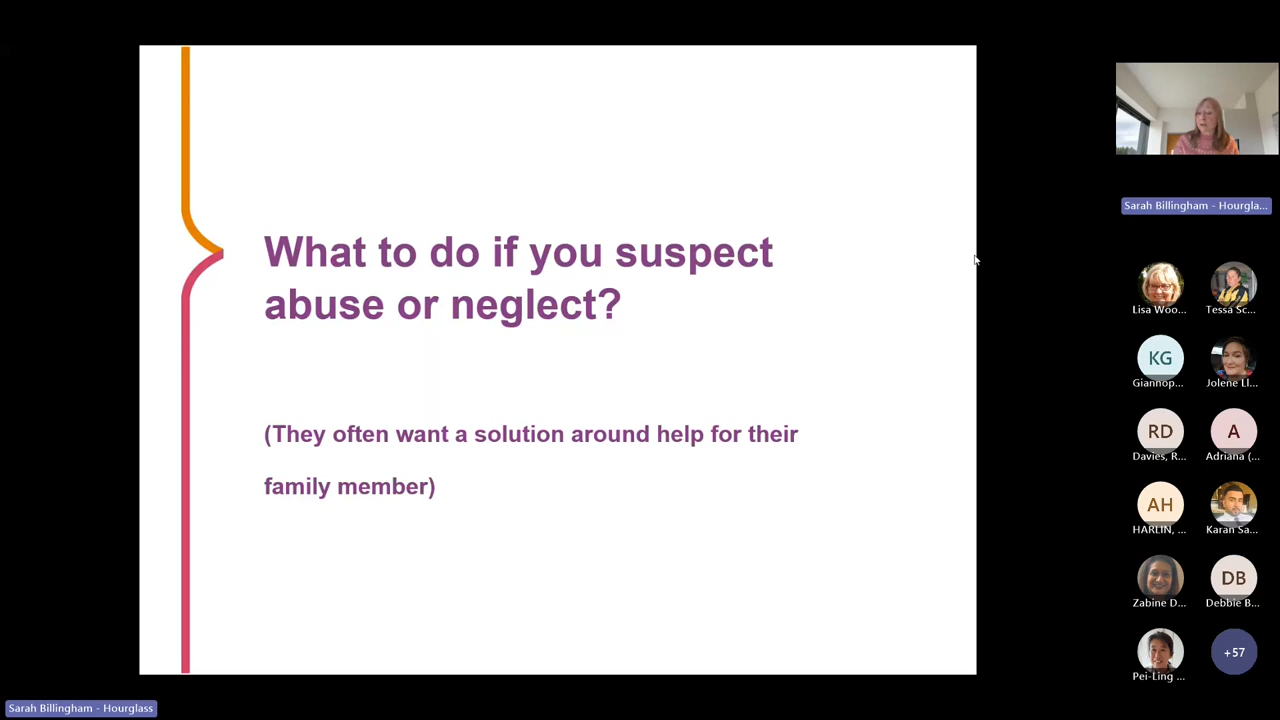 What to do if you suspect
abuse or neglect?
(They often want a solution around help for their
family member)
Sarah Billingham - Hourgla...
Lisa Woo...
Tessa Sc...
KG
Giannop...
Jolene Ll...
RD
Davies, R...
A
Adriana (...
AH
HARLIN, ...
Karan Sa...
Zabine D...
DB
Debbie B...
Pei-Ling ...
+57
Sarah Billingham - Hourglass